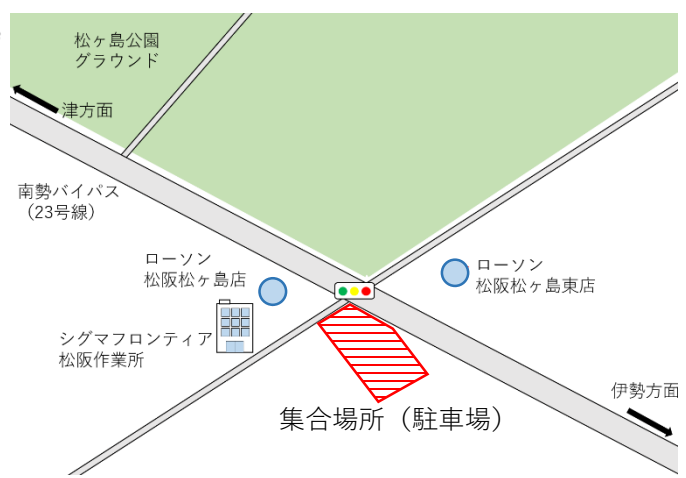 松ヶ島公園
グラウンド
津方面
南勢バイパス
（23号線）
ローソン
松阪松ヶ島店
ローソン
松阪松ヶ島東店
シグマフロンティア
松阪作業所
伊勢方面
集合場所（駐車場）